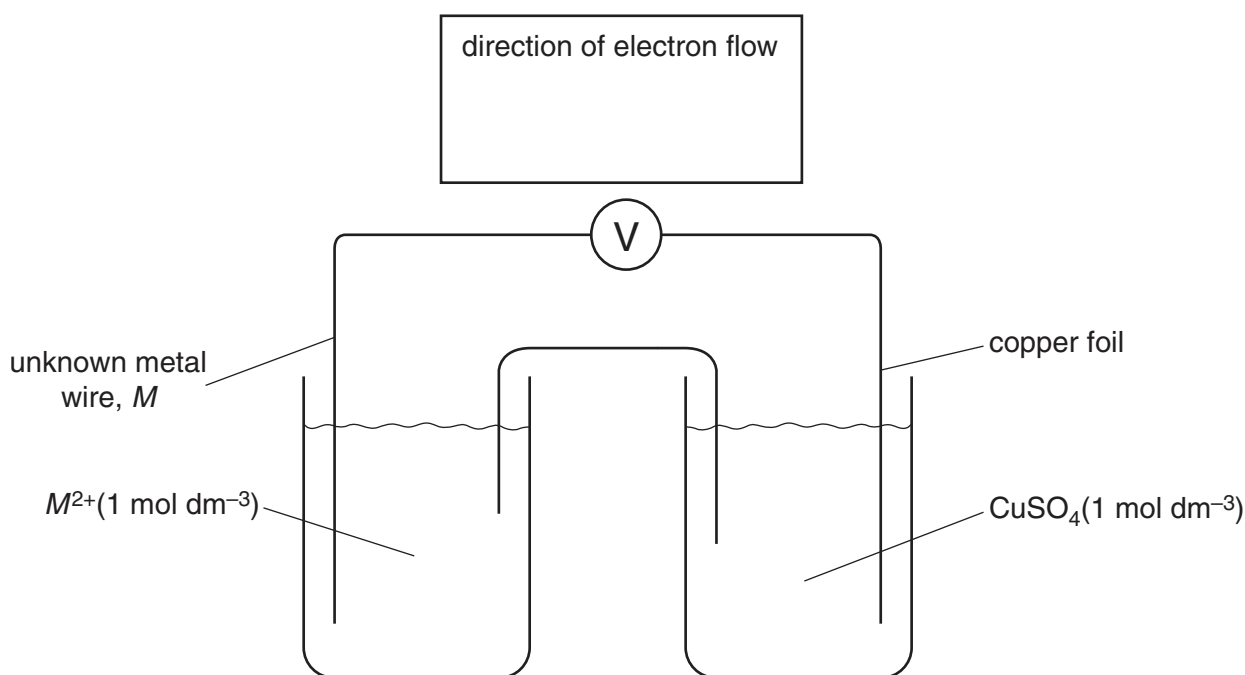 direction of electron flow
V
unknown metal
wire, M
copper foil
M²⁺(1 mol dm⁻³)
CuSO₄(1 mol dm⁻³)